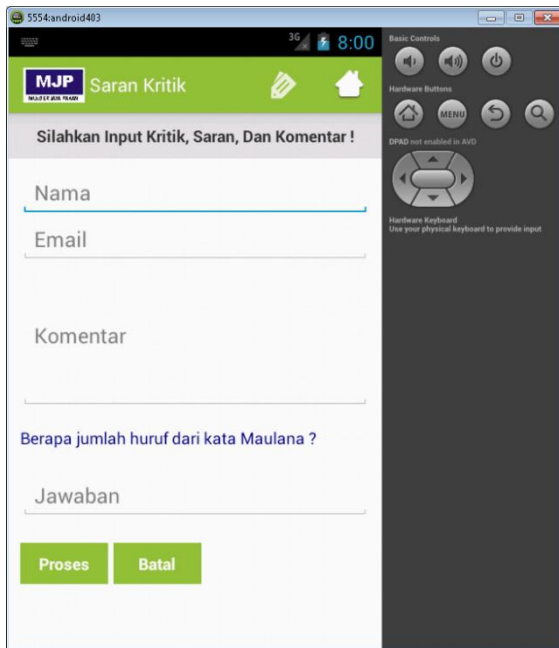 5554:android403
3G 8:00
MJP Saran Kritik
Silahkan Input Kritik, Saran, Dan Komentar !
Nama
Email
Komentar
Berapa jumlah huruf dari kata Maulana ?
Jawaban
Proses Batal
Basic Controls
Hardware Buttons
MENU
DPAD not enabled in AVD
Hardware Keyboard
Use your physical keyboard to provide input